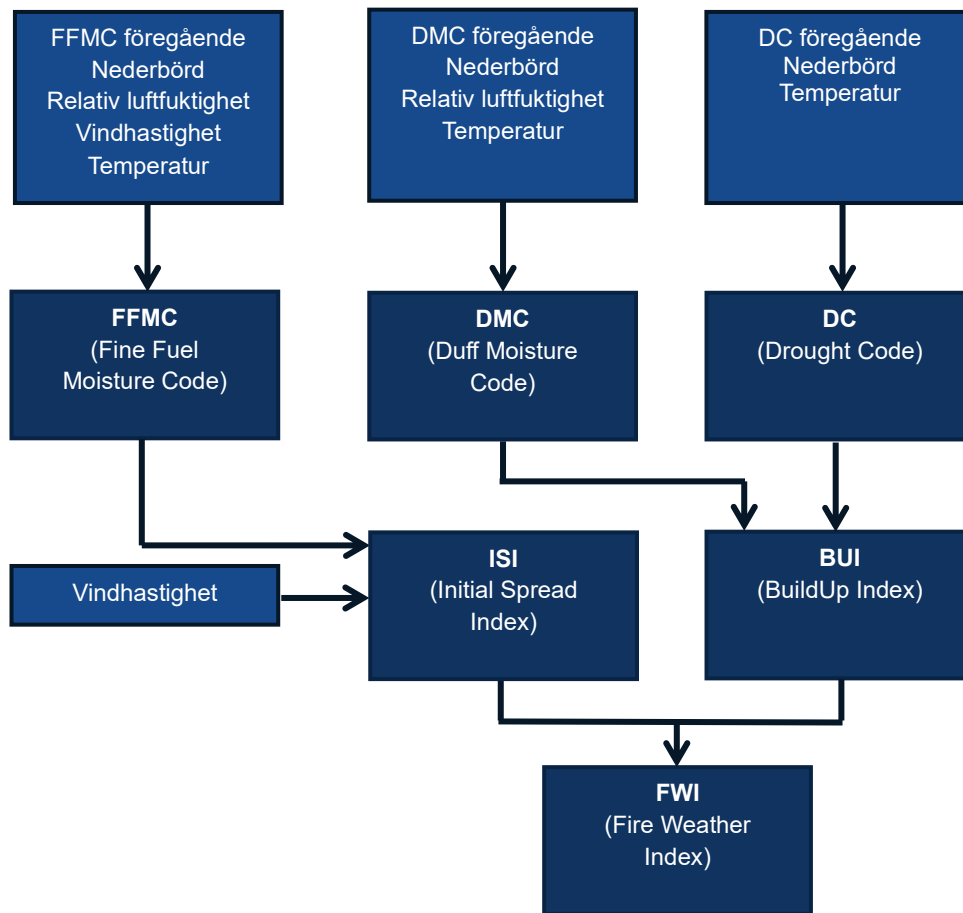 FFMC föregående
Nederbörd
Relativ luftfuktighet
Vindhastighet
Temperatur
DMC föregående
Nederbörd
Relativ luftfuktighet
Temperatur
DC föregående
Nederbörd
Temperatur
FFMC
(Fine Fuel
Moisture Code)
DMC
(Duff Moisture
Code)
DC
(Drought Code)
Vindhastighet
ISI
(Initial Spread
Index)
BUI
(BuildUp Index)
FWI
(Fire Weather
Index)